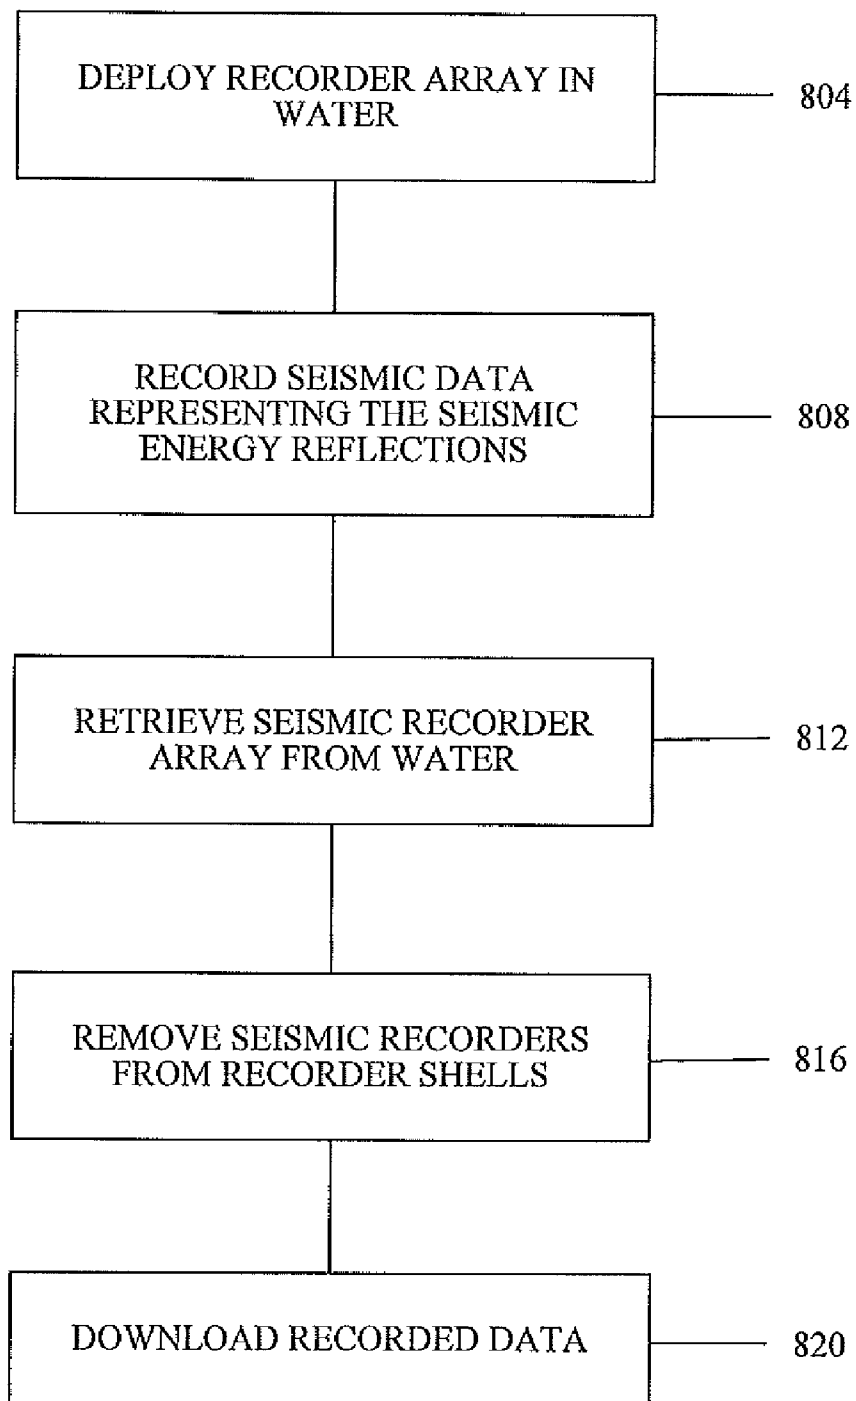 DEPLOY RECORDER ARRAY IN
WATER
804
RECORD SEISMIC DATA
REPRESENTING THE SEISMIC
ENERGY REFLECTIONS
808
RETRIEVE SEISMIC RECORDER
ARRAY FROM WATER
812
REMOVE SEISMIC RECORDERS
FROM RECORDER SHELLS
816
DOWNLOAD RECORDED DATA
820